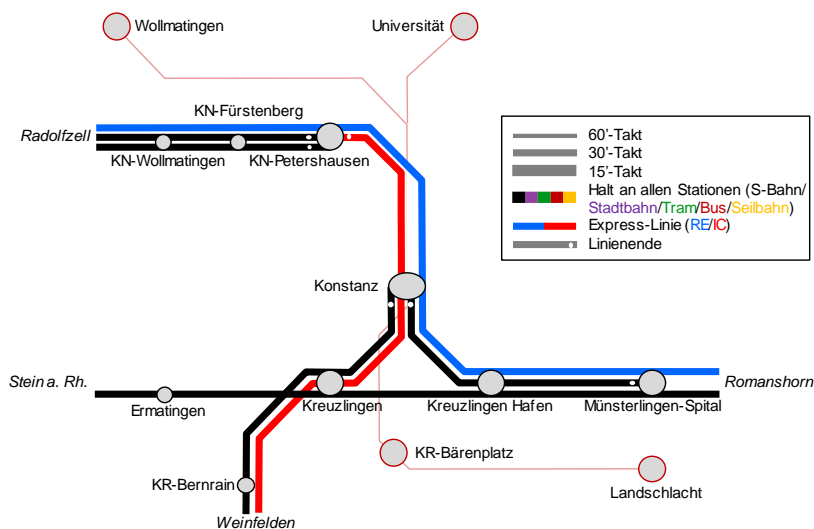 Wollmatingen
Universität
KN-Fürstenberg
Radolfzell
KN-Wollmatingen
KN-Petershausen
60'-Takt
30'-Takt
15'-Takt
Halt an allen Stationen (S-Bahn/
Stadtbahn/Tram/Bus/Seilbahn)
Express-Linie (RE/IC)
Linienende
Konstanz
Stein a. Rh.
Romanshorn
Ermatingen
Kreuzlingen
Kreuzlingen Hafen
Münsterlingen-Spital
KR-Bärenplatz
KR-Bernrain
Landschlacht
Weinfelden